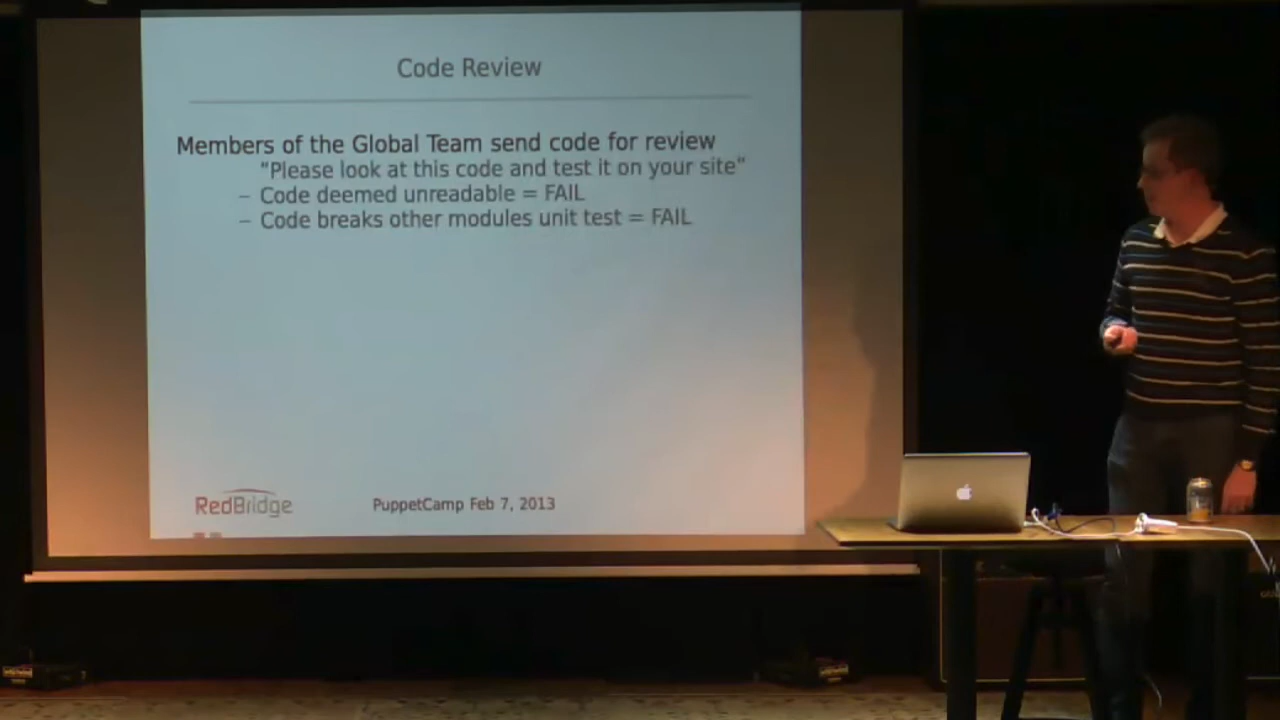 Code Review
Members of the Global Team send code for review
"Please look at this code and test it on your site"
– Code deemed unreadable = FAIL
– Code breaks other modules unit test = FAIL
RedBridge
PuppetCamp Feb 7, 2013